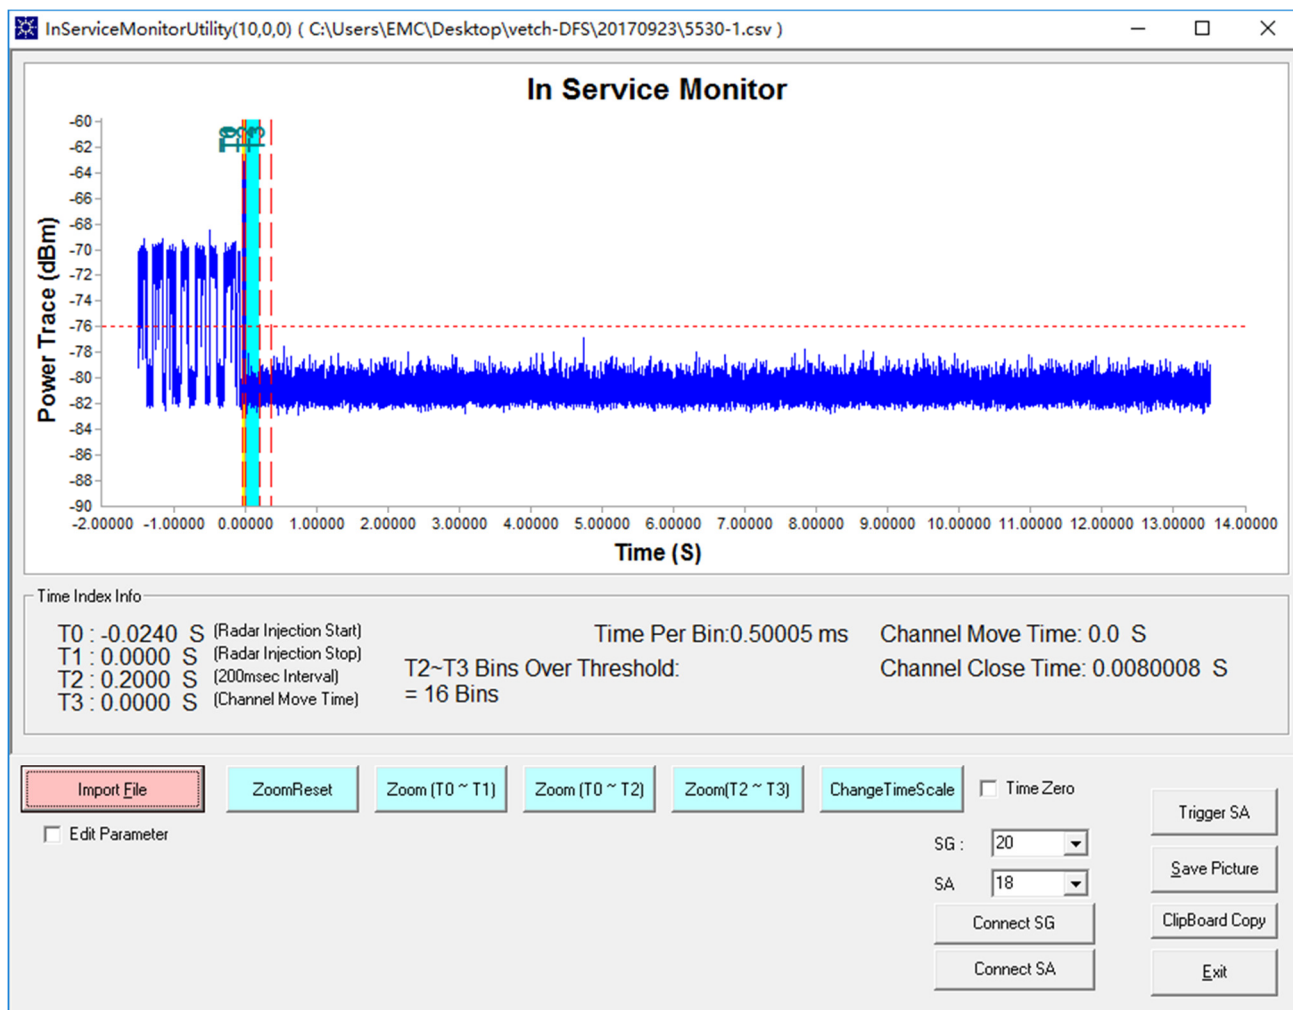 InServiceMonitorUtility(10,0,0) ( C:\Users\EMC\Desktop\vetch-DFS\20170923\5530-1.csv )
In Service Monitor
Power Trace (dBm)
-60
-62
-64
-66
-68
-70
-72
-74
-76
-78
-80
-82
-84
-86
-88
-90
-2.00000 -1.00000 0.00000 1.00000 2.00000 3.00000 4.00000 5.00000 6.00000 7.00000 8.00000 9.00000 10.00000 11.00000 12.00000 13.00000 14.00000
Time (S)
Time Index Info
T0 : -0.0240 S (Radar Injection Start)
T1 : 0.0000 S (Radar Injection Stop)
T2 : 0.2000 S (200msec Interval)
T3 : 0.0000 S (Channel Move Time)
Time Per Bin:0.50005 ms
T2~T3 Bins Over Threshold:
= 16 Bins
Channel Move Time: 0.0 S
Channel Close Time: 0.0080008 S
Import File
ZoomReset
Zoom (T0 ~ T1)
Zoom (T0 ~ T2)
Zoom(T2 ~ T3)
ChangeTimeScale
Time Zero
Edit Parameter
SG : 20
SA 18
Connect SG
Connect SA
Trigger SA
Save Picture
ClipBoard Copy
Exit